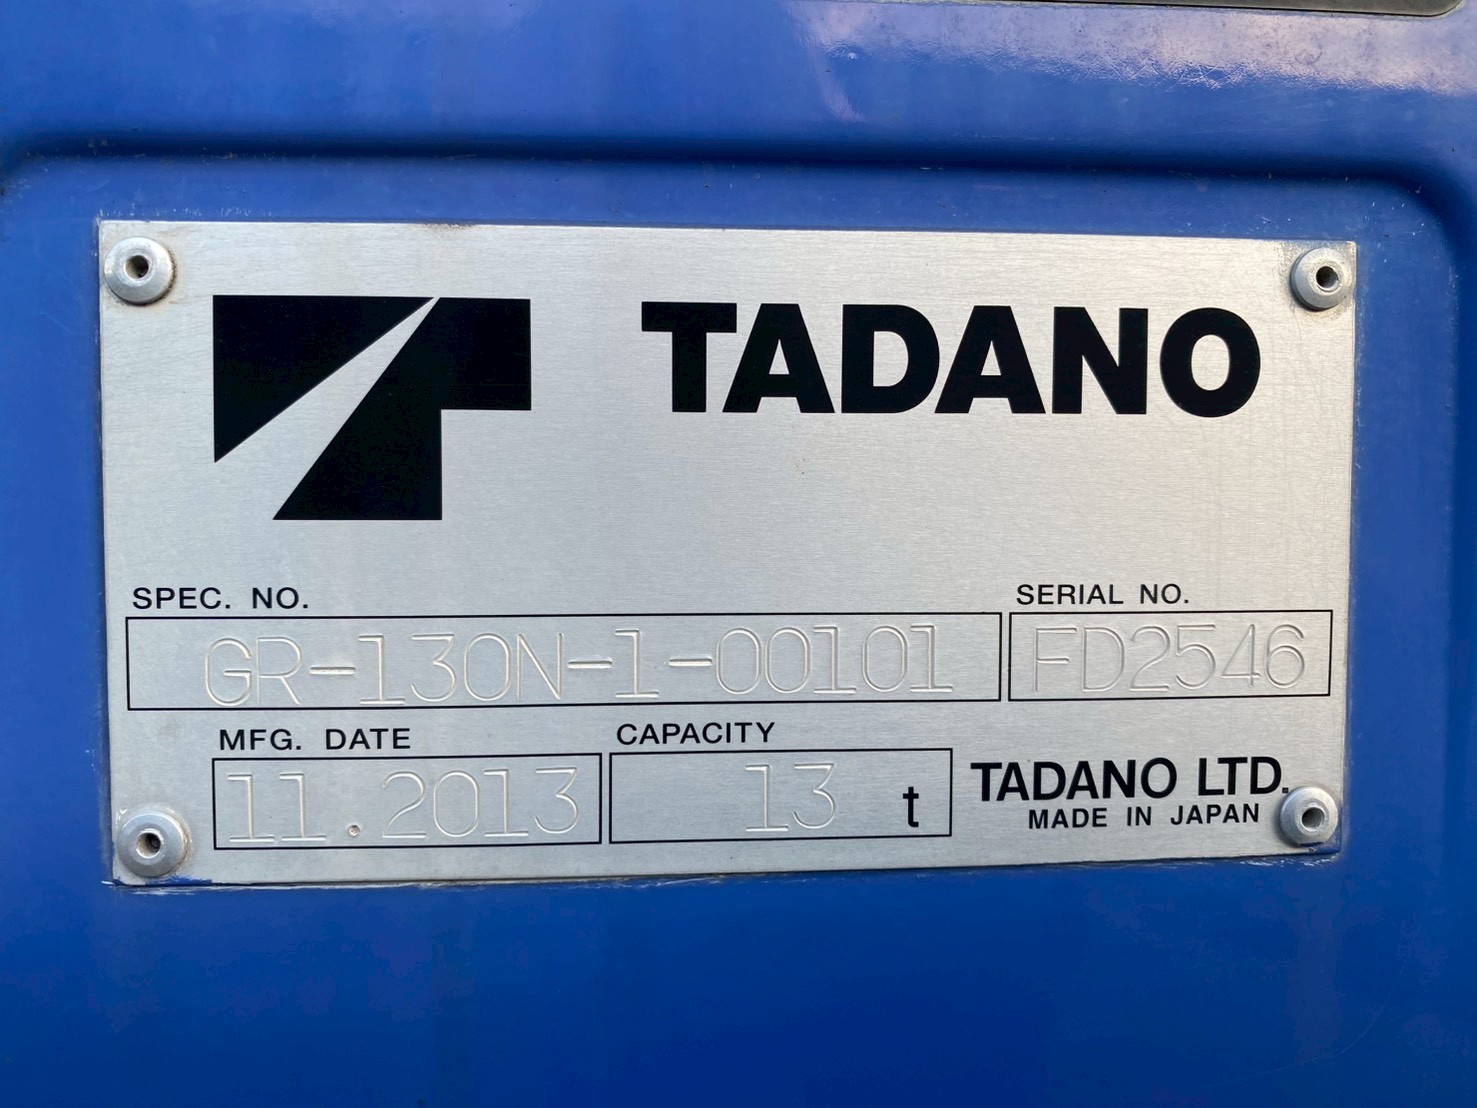 TADANO
SPEC. NO.
GR-130N-1-00101
SERIAL NO.
FD2546
MFG. DATE
11.2013
CAPACITY
13 t
TADANO LTD.
MADE IN JAPAN